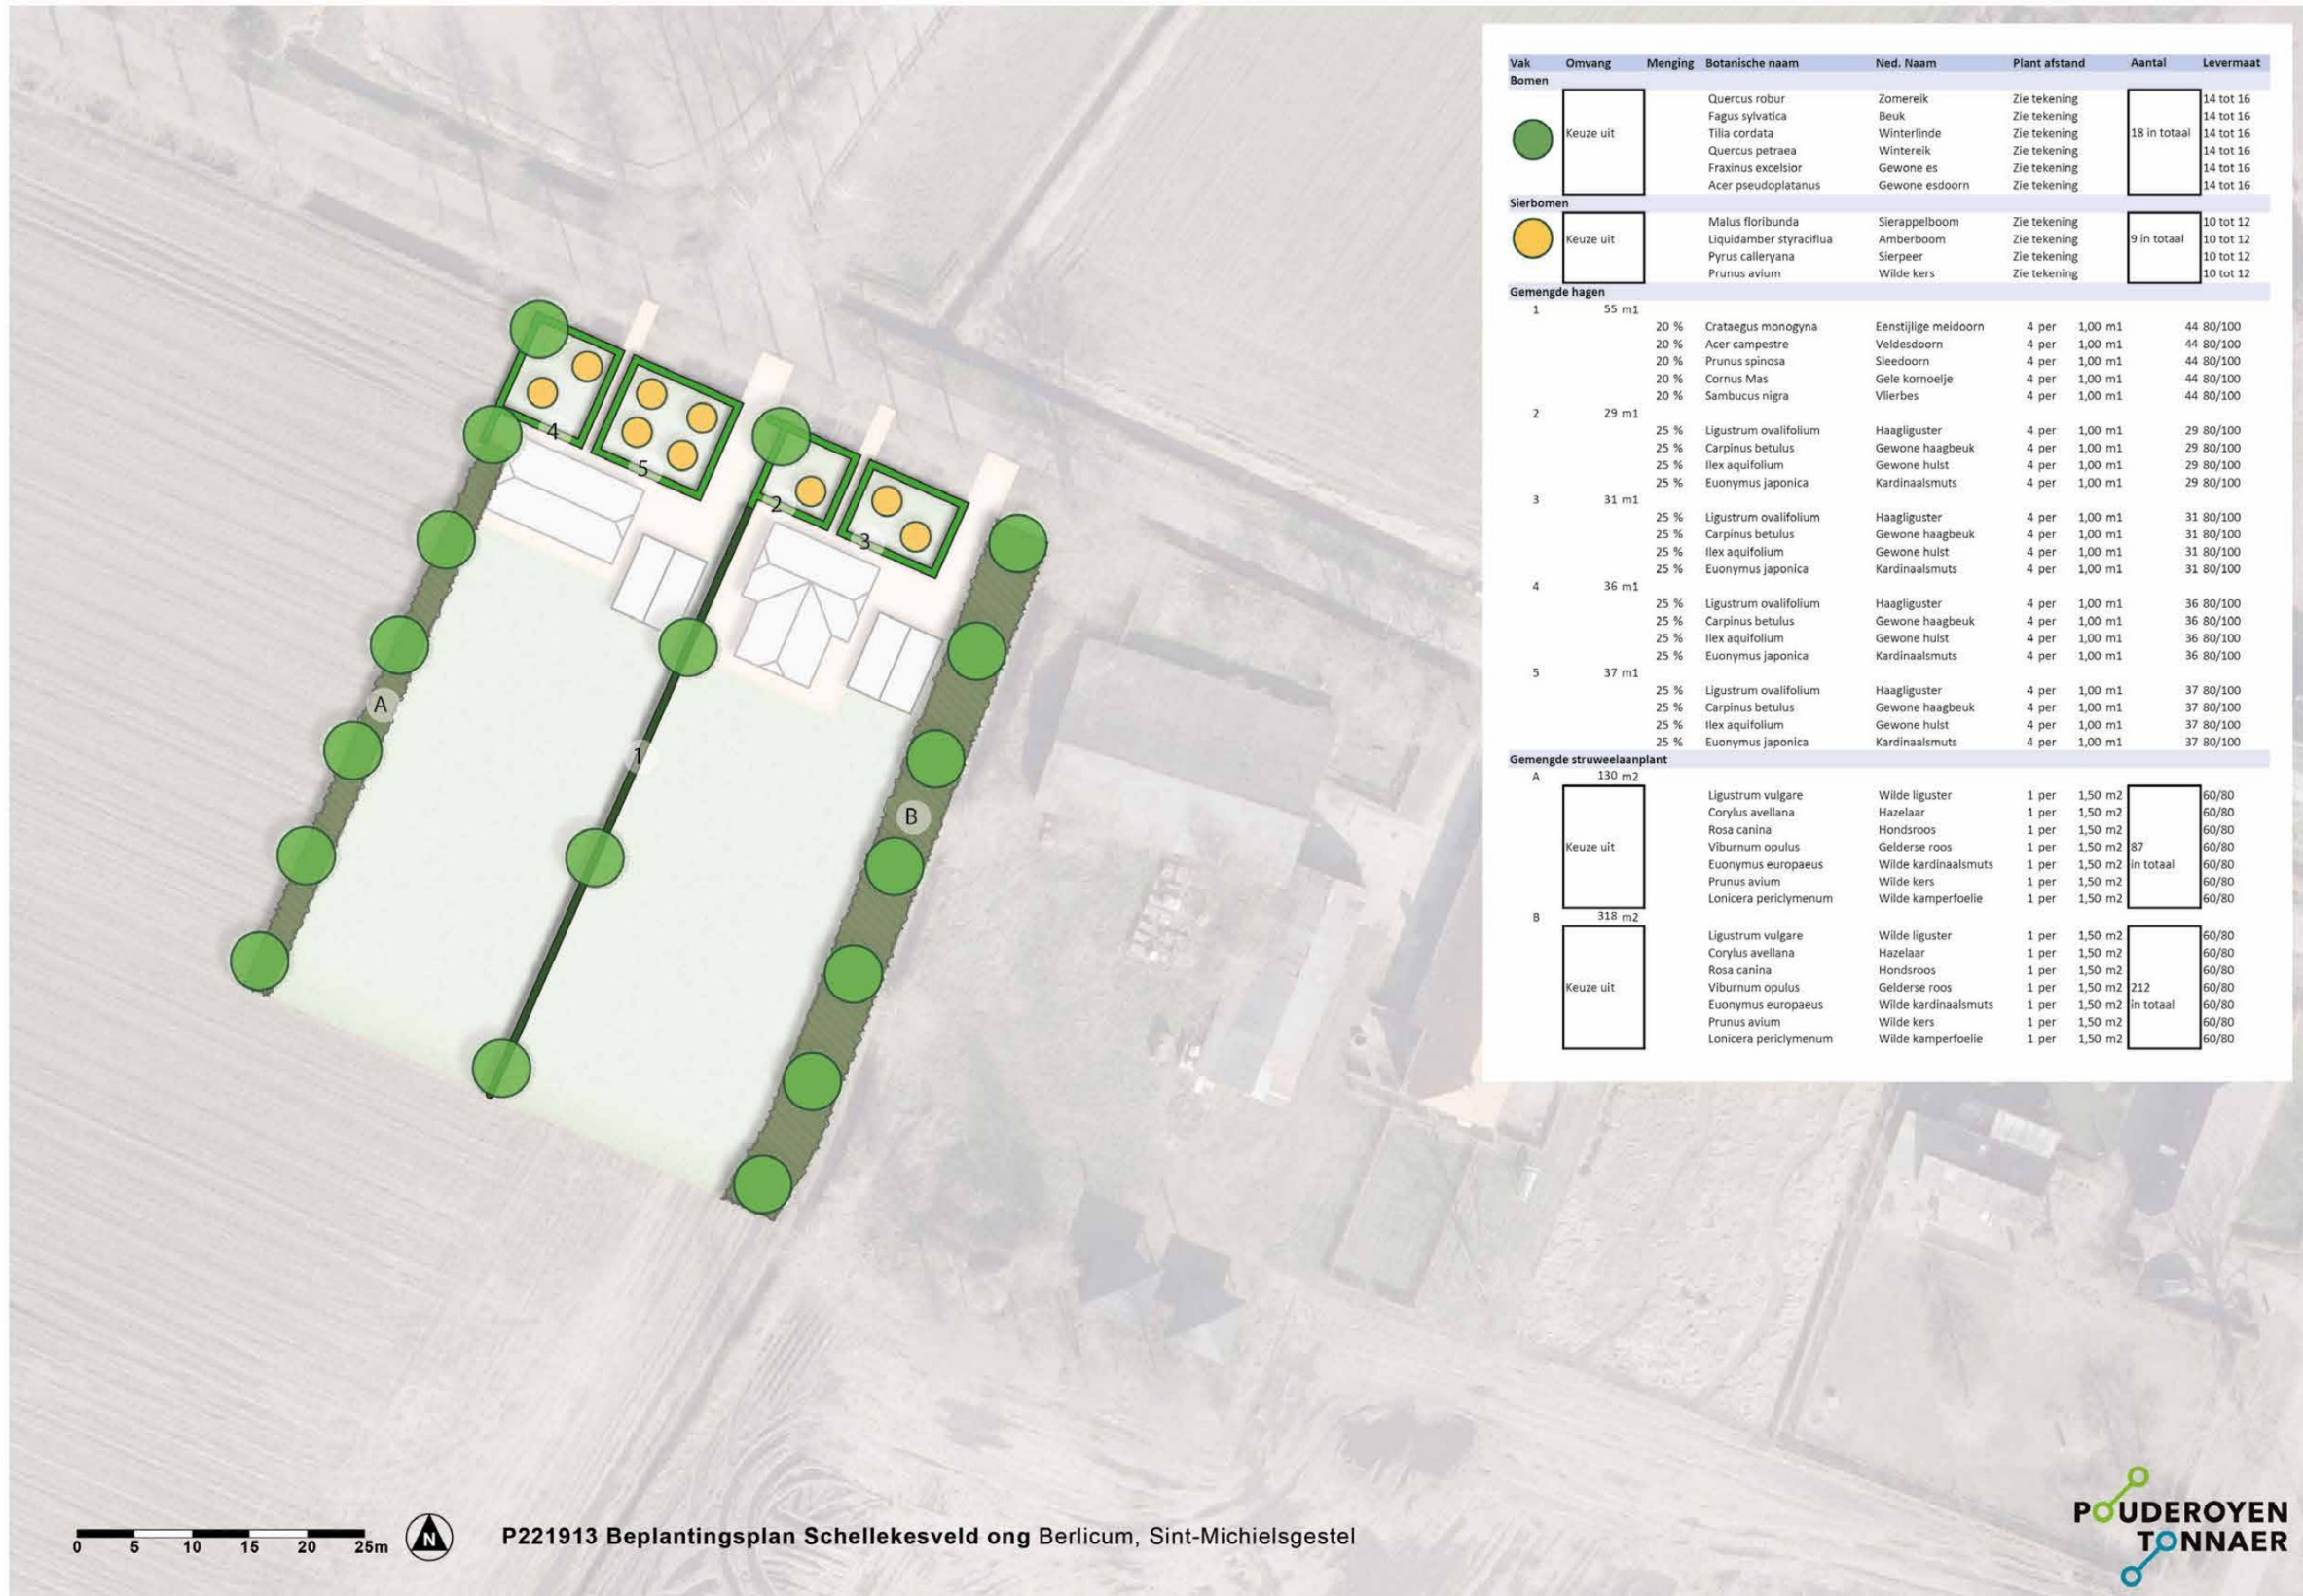 Vak Omvang Menging Botanische naam Ned. Naam Plant afstand Aantal Levermaat
Bomen
Quercus robur Zomereik Zie tekening 14 tot 16
Fagus sylvatica Beuk Zie tekening 14 tot 16
Keuze uit Tilia cordata Winterlinde Zie tekening 18 in totaal 14 tot 16
Quercus petraea Wintereik Zie tekening 14 tot 16
Fraxinus excelsior Gewone es Zie tekening 14 tot 16
Acer pseudoplatanus Gewone esdoorn Zie tekening 14 tot 16
Sierbomen
Malus floribunda Sierappelboom Zie tekening 10 tot 12
Keuze uit Liquidamber styraciflua Amberboom Zie tekening 9 in totaal 10 tot 12
Pyrus calleryana Sierpeer Zie tekening 10 tot 12
Prunus avium Wilde kers Zie tekening 10 tot 12
Gemengde hagen
1 55 m1
20 % Crataegus monogyna Eenstijlige meidoorn 4 per 1,00 m1 44 80/100
20 % Acer campestre Veldesdoorn 4 per 1,00 m1 44 80/100
20 % Prunus spinosa Sleedoorn 4 per 1,00 m1 44 80/100
20 % Cornus Mas Gele kornoelje 4 per 1,00 m1 44 80/100
20 % Sambucus nigra Vlierbes 4 per 1,00 m1 44 80/100
2 29 m1
25 % Ligustrum ovalifolium Haagliguster 4 per 1,00 m1 29 80/100
25 % Carpinus betulus Gewone haagbeuk 4 per 1,00 m1 29 80/100
25 % Ilex aquifolium Gewone hulst 4 per 1,00 m1 29 80/100
25 % Euonymus japonica Kardinaalsmuts 4 per 1,00 m1 29 80/100
3 31 m1
25 % Ligustrum ovalifolium Haagliguster 4 per 1,00 m1 31 80/100
25 % Carpinus betulus Gewone haagbeuk 4 per 1,00 m1 31 80/100
25 % Ilex aquifolium Gewone hulst 4 per 1,00 m1 31 80/100
25 % Euonymus japonica Kardinaalsmuts 4 per 1,00 m1 31 80/100
4 36 m1
25 % Ligustrum ovalifolium Haagliguster 4 per 1,00 m1 36 80/100
25 % Carpinus betulus Gewone haagbeuk 4 per 1,00 m1 36 80/100
25 % Ilex aquifolium Gewone hulst 4 per 1,00 m1 36 80/100
25 % Euonymus japonica Kardinaalsmuts 4 per 1,00 m1 36 80/100
5 37 m1
25 % Ligustrum ovalifolium Haagliguster 4 per 1,00 m1 37 80/100
25 % Carpinus betulus Gewone haagbeuk 4 per 1,00 m1 37 80/100
25 % Ilex aquifolium Gewone hulst 4 per 1,00 m1 37 80/100
25 % Euonymus japonica Kardinaalsmuts 4 per 1,00 m1 37 80/100
Gemengde struweelaanplant
A 130 m2
Ligustrum vulgare Wilde liguster 1 per 1,50 m2 60/80
Corylus avellana Hazelaar 1 per 1,50 m2 60/80
Rosa canina Hondsroos 1 per 1,50 m2 60/80
Keuze uit Viburnum opulus Gelderse roos 1 per 1,50 m2 87 60/80
Euonymus europaeus Wilde kardinaalsmuts 1 per 1,50 m2 in totaal 60/80
Prunus avium Wilde kers 1 per 1,50 m2 60/80
Lonicera periclymenum Wilde kamperfoelie 1 per 1,50 m2 60/80
B 318 m2
Ligustrum vulgare Wilde liguster 1 per 1,50 m2 60/80
Corylus avellana Hazelaar 1 per 1,50 m2 60/80
Rosa canina Hondsroos 1 per 1,50 m2 60/80
Keuze uit Viburnum opulus Gelderse roos 1 per 1,50 m2 212 60/80
Euonymus europaeus Wilde kardinaalsmuts 1 per 1,50 m2 in totaal 60/80
Prunus avium Wilde kers 1 per 1,50 m2 60/80
Lonicera periclymenum Wilde kamperfoelie 1 per 1,50 m2 60/80
4
5
2
3
A
1
B
0 5 10 15 20 25m
N
P221913 Beplantingsplan Schellekesveld ong Berlicum, Sint-Michielsgestel
POUDEROYEN
TONNAER